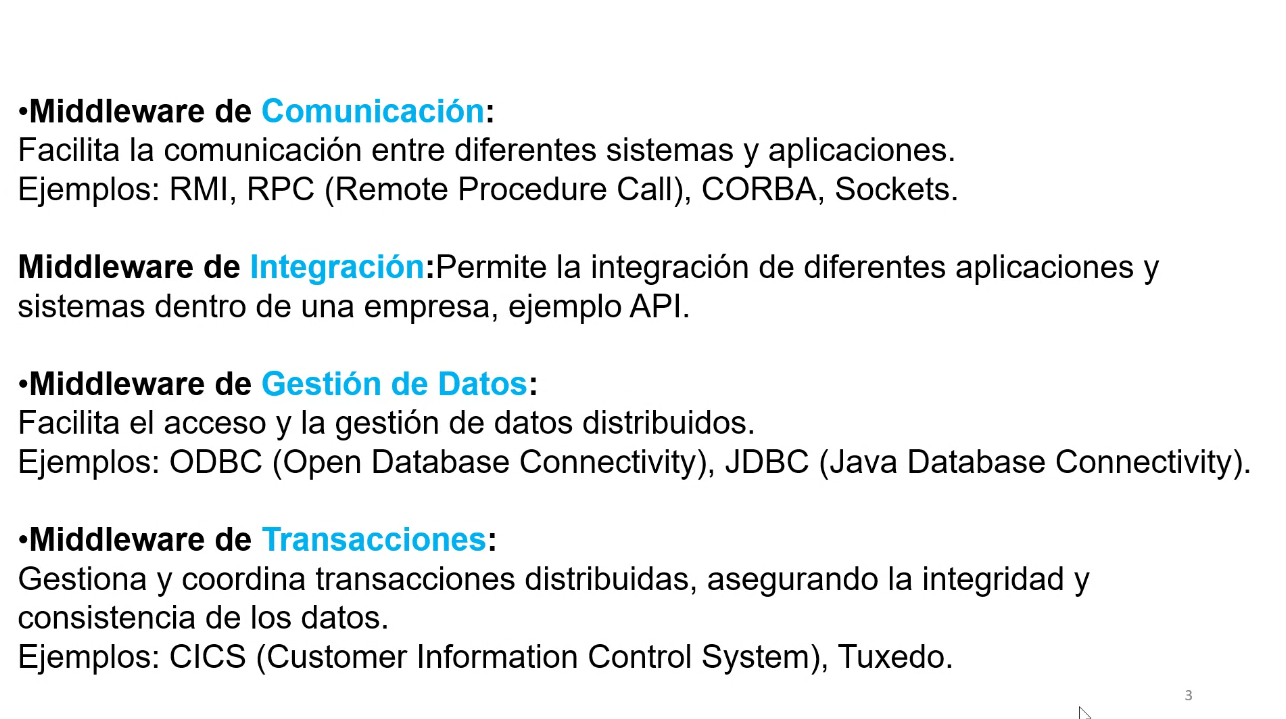 •Middleware de Comunicación:
Facilita la comunicación entre diferentes sistemas y aplicaciones.
Ejemplos: RMI, RPC (Remote Procedure Call), CORBA, Sockets.
Middleware de Integración:Permite la integración de diferentes aplicaciones y
sistemas dentro de una empresa, ejemplo API.
•Middleware de Gestión de Datos:
Facilita el acceso y la gestión de datos distribuidos.
Ejemplos: ODBC (Open Database Connectivity), JDBC (Java Database Connectivity).
•Middleware de Transacciones:
Gestiona y coordina transacciones distribuidas, asegurando la integridad y
consistencia de los datos.
Ejemplos: CICS (Customer Information Control System), Tuxedo.
3